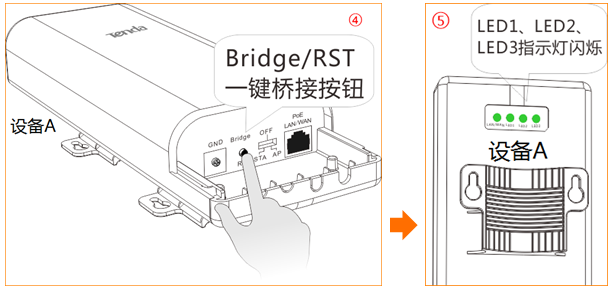 ④
Tenda
Bridge/RST
一键桥接按钮
设备A
GND
Bridge
OFF
PoE
LAN/WAN
STA
AP
⑤
LED1、LED2、
LED3指示灯闪烁
LED1
LED2
LED3
设备A